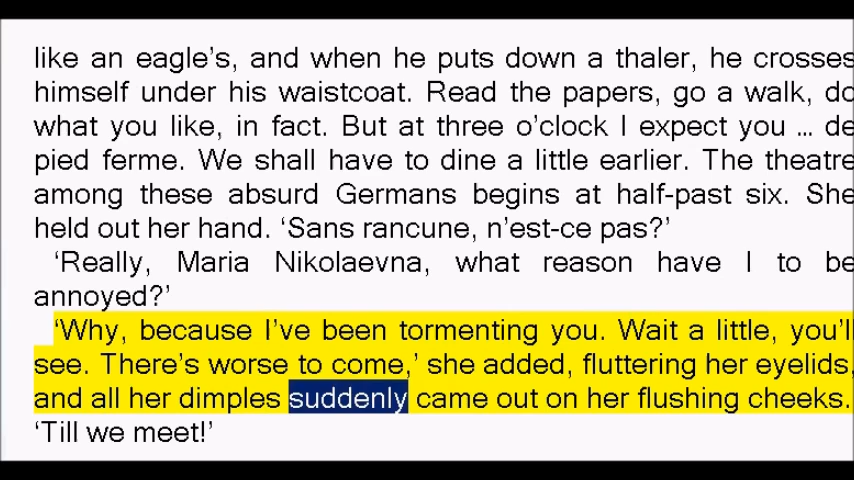 like an eagle's, and when he puts down a thaler, he crosses
himself under his waistcoat. Read the papers, go a walk, do
what you like, in fact. But at three o'clock I expect you ... de
pied ferme. We shall have to dine a little earlier. The theatre
among these absurd Germans begins at half-past six. She
held out her hand. ‘Sans rancune, n'est-ce pas?’
‘Really, Maria Nikolaevna, what reason have I to be
annoyed?’
‘Why, because I've been tormenting you. Wait a little, you'll
see. There's worse to come,’ she added, fluttering her eyelids,
and all her dimples suddenly came out on her flushing cheeks.
‘Till we meet!’